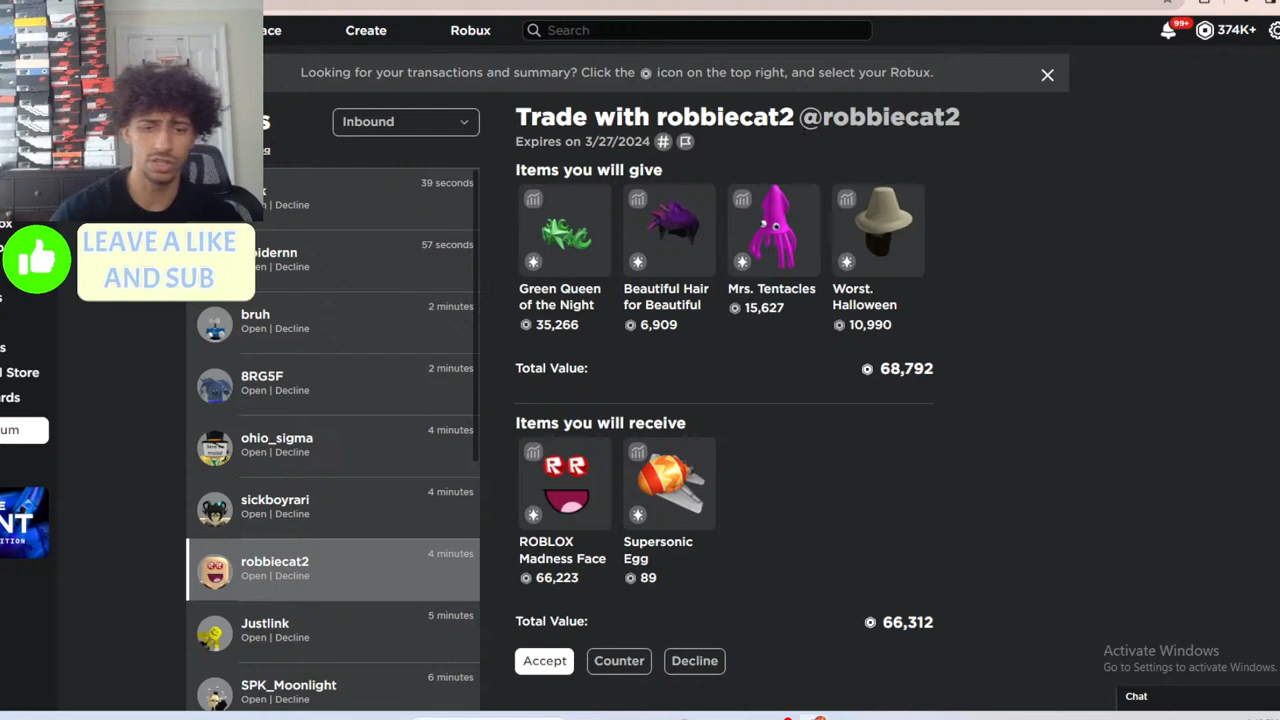 ace
Create
Robux
Search
99+
374K+
Looking for your transactions and summary? Click the icon on the top right, and select your Robux.
S
Inbound
Trade with robbiecat2 @robbiecat2
Expires on 3/27/2024
Items you will give
Green Queen of the Night
35,266
Beautiful Hair for Beautiful
6,909
Mrs. Tentacles
15,627
Worst. Halloween
10,990
Total Value:
68,792
Items you will receive
ROBLOX Madness Face
66,223
Supersonic Egg
89
Total Value:
66,312
Accept
Counter
Decline
39 seconds
Open | Decline
57 seconds
Open | Decline
bruh
2 minutes
Open | Decline
8RG5F
2 minutes
Open | Decline
ohio_sigma
4 minutes
Open | Decline
sickboyrari
4 minutes
Open | Decline
robbiecat2
4 minutes
Open | Decline
Justlink
5 minutes
Open | Decline
SPK_Moonlight
6 minutes
Open | Decline
LEAVE A LIKE
AND SUB
ox
s
s
l Store
rds
um
E
NT
DITION
Activate Windows
Go to Settings to activate Windows.
Chat